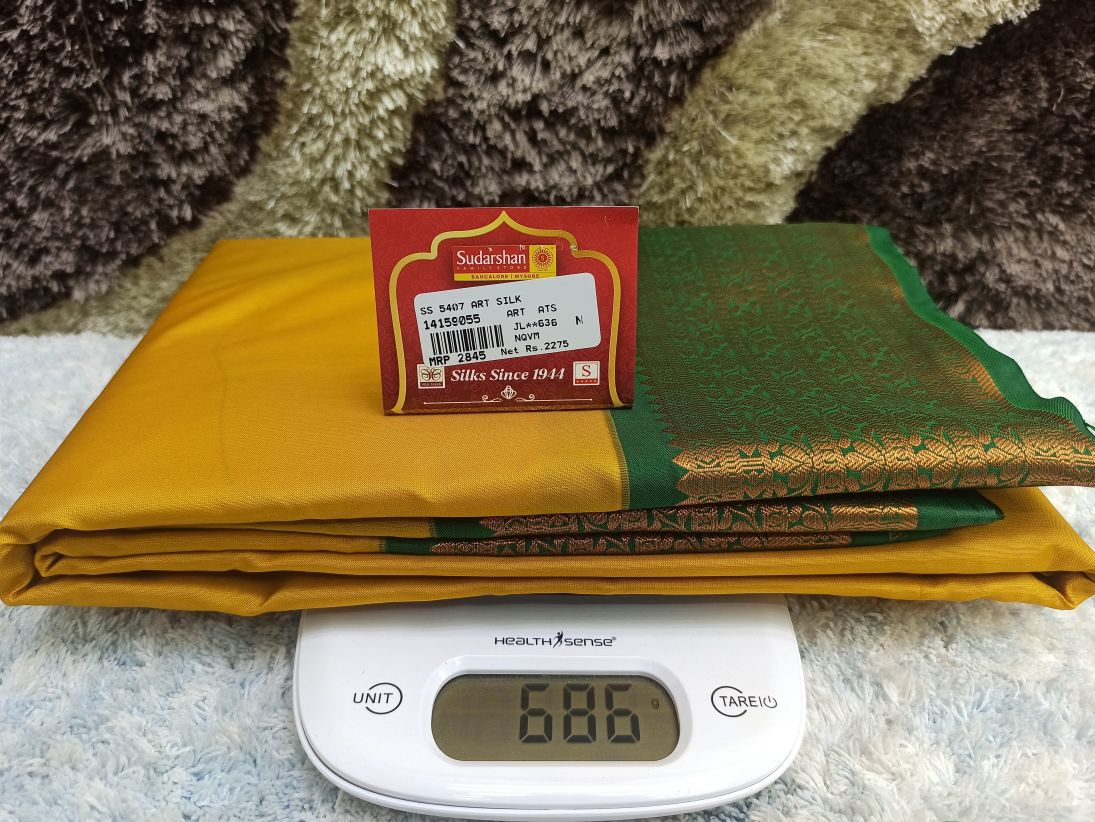 Sudarshan
FAMILY STORE
BANGALORE | MYSORE
SS 5407 ART SILK
14159055 ART ATS
JL**636 N
NQVM
MRP 2845 Net Rs.2275
Silks Since 1944
S
HEALTH SENSE®
UNIT
686 g
TARE